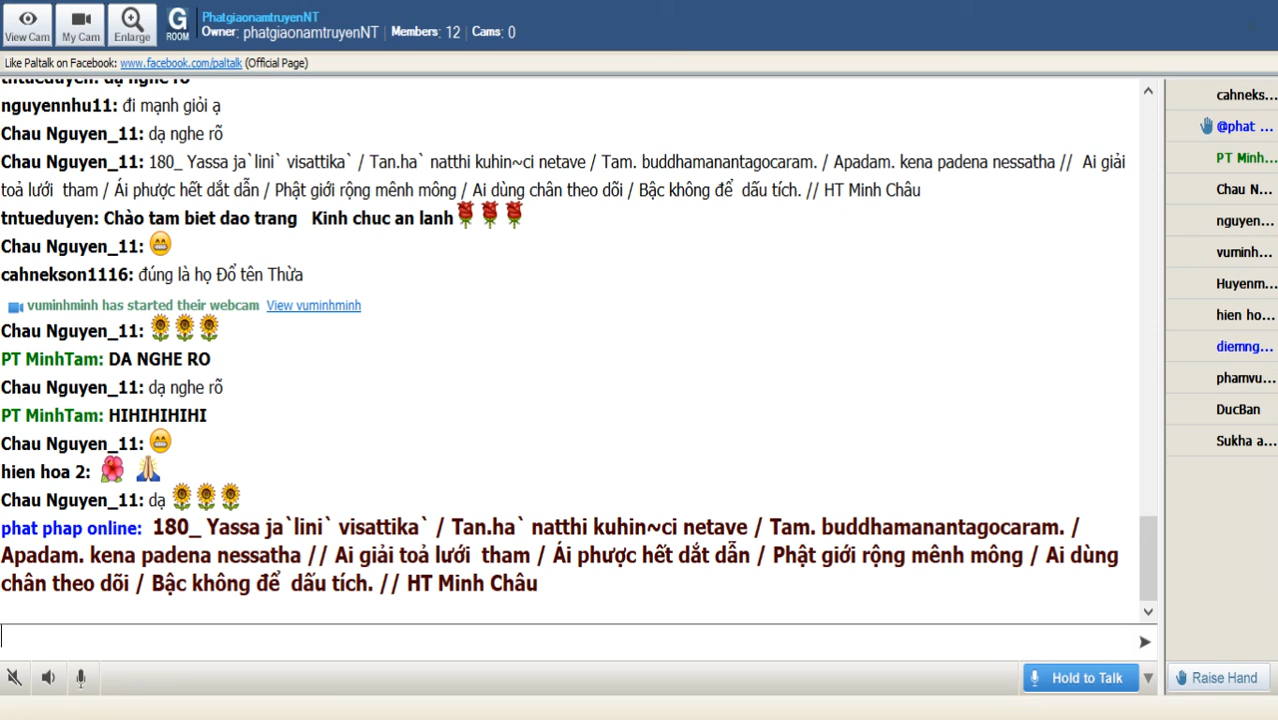 View Cam
My Cam
Enlarge
G
ROOM
PhatgiaonamtruyenNT
Owner: phatgiaonamtruyenNT | Members: 12 | Cams: 0
Like Paltalk on Facebook: www.facebook.com/paltalk (Official Page)
tntueduyen: dạ nghe rõ
nguyennhu11: đi mạnh giỏi ạ
Chau Nguyen_11: dạ nghe rõ
Chau Nguyen_11: 180_ Yassa ja`lini` visattika` / Tan.ha` natthi kuhin~ci netave / Tam. buddhamanantagocaram. / Apadam. kena padena nessatha // Ai giải
toả lưới tham / Ái phược hết dắt dẫn / Phật giới rộng mênh mông / Ai dùng chân theo dõi / Bậc không để dấu tích. // HT Minh Châu
tntueduyen: Chào tam biet dao trang Kinh chuc an lanh
Chau Nguyen_11:
cahnekson1116: đúng là họ Đổ tên Thừa
vuminhminh has started their webcam View vuminhminh
Chau Nguyen_11:
PT MinhTam: DA NGHE RO
Chau Nguyen_11: dạ nghe rõ
PT MinhTam: HIHIHIHIHI
Chau Nguyen_11:
hien hoa 2:
Chau Nguyen_11: dạ
phat phap online: 180_ Yassa ja`lini` visattika` / Tan.ha` natthi kuhin~ci netave / Tam. buddhamanantagocaram. /
Apadam. kena padena nessatha // Ai giải toả lưới tham / Ái phược hết dắt dẫn / Phật giới rộng mênh mông / Ai dùng
chân theo dõi / Bậc không để dấu tích. // HT Minh Châu
cahneks...
@phat ...
PT Minh...
Chau N...
nguyen...
vuminh...
Huyenm...
hien ho...
diemng...
phamvu...
DucBan
Sukha a...
Hold to Talk
Raise Hand